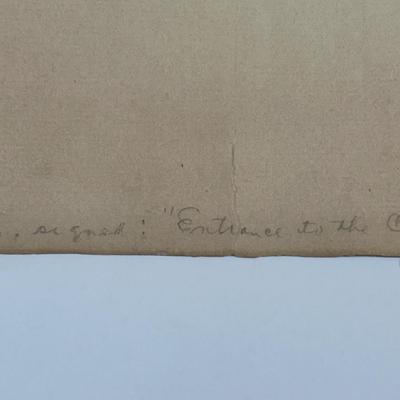 signed: "Entrance to the